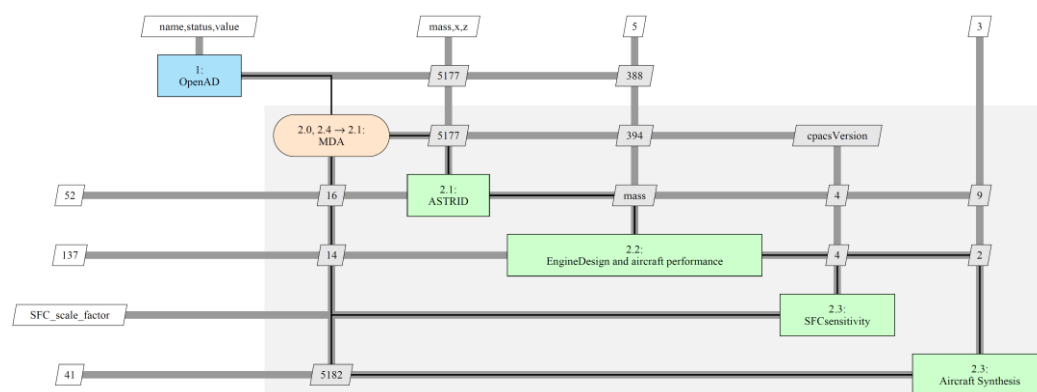 name,status,value
mass,x,z
5
3
1:
OpenAD
5177
388
2.0, 2.4 → 2.1:
MDA
5177
394
cpacsVersion
52
16
2.1:
ASTRID
mass
4
9
137
14
2.2:
EngineDesign and aircraft performance
4
2
SFC_scale_factor
2.3:
SFCsensitivity
41
5182
2.3:
Aircraft Synthesis